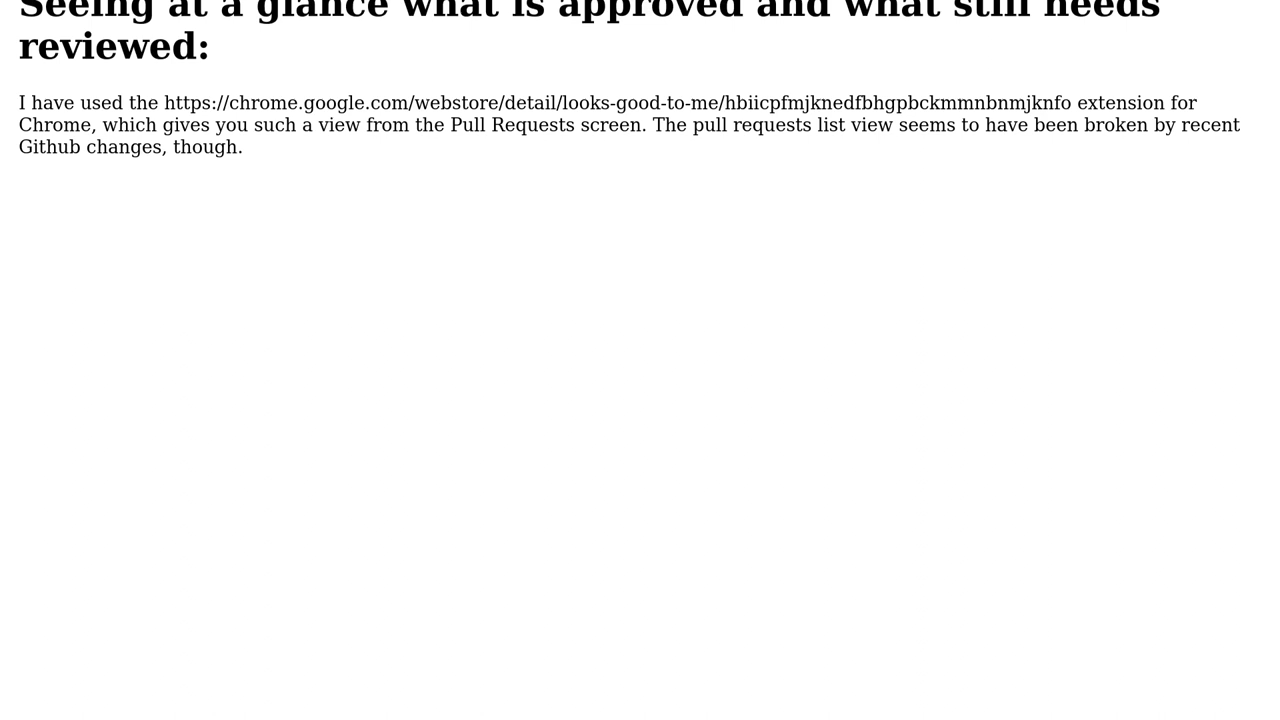 Seeing at a glance what is approved and what still needs
reviewed:
I have used the https://chrome.google.com/webstore/detail/looks-good-to-me/hbiicpfmjknedfbhgpbckmmnbnmjknfo extension for
Chrome, which gives you such a view from the Pull Requests screen. The pull requests list view seems to have been broken by recent
Github changes, though.